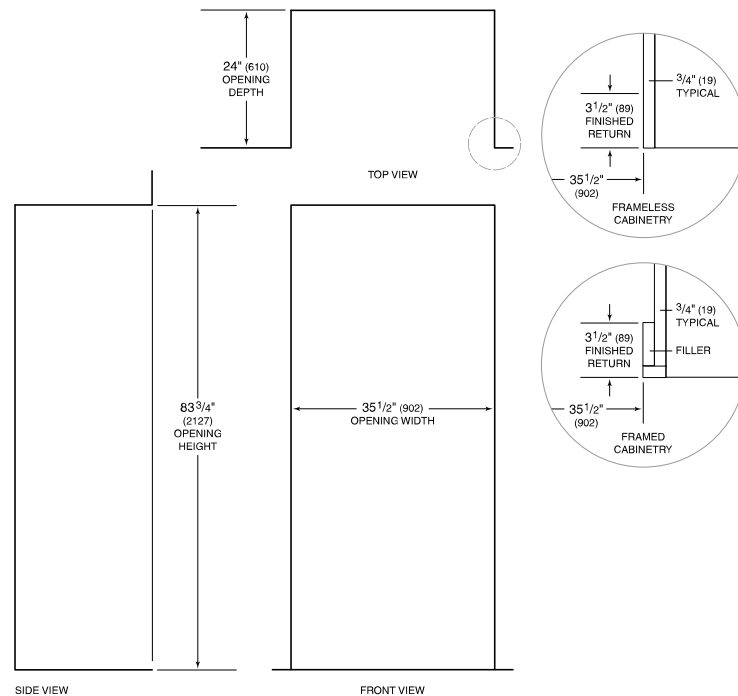 24" (610)
OPENING
DEPTH
TOP VIEW
3/4" (19)
TYPICAL
3 1/2" (89)
FINISHED
RETURN
35 1/2"
(902)
FRAMELESS
CABINETRY
3/4" (19)
TYPICAL
3 1/2" (89)
FINISHED
RETURN
FILLER
35 1/2"
(902)
FRAMED
CABINETRY
83 3/4"
(2127)
OPENING
HEIGHT
35 1/2" (902)
OPENING WIDTH
SIDE VIEW
FRONT VIEW